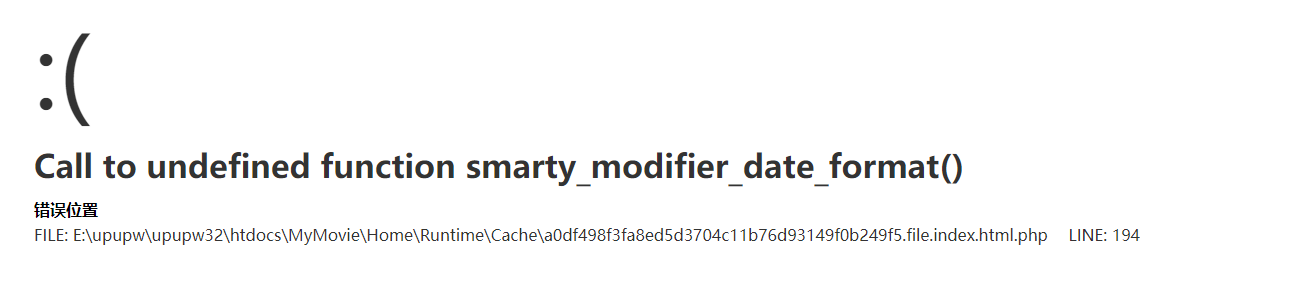 :(
Call to undefined function smarty_modifier_date_format()
错误位置
FILE: E:\upupw\upupw32\htdocs\MyMovie\Home\Runtime\Cache\a0df498f3fa8ed5d3704c11b76d93149f0b249f5.file.index.html.php LINE: 194